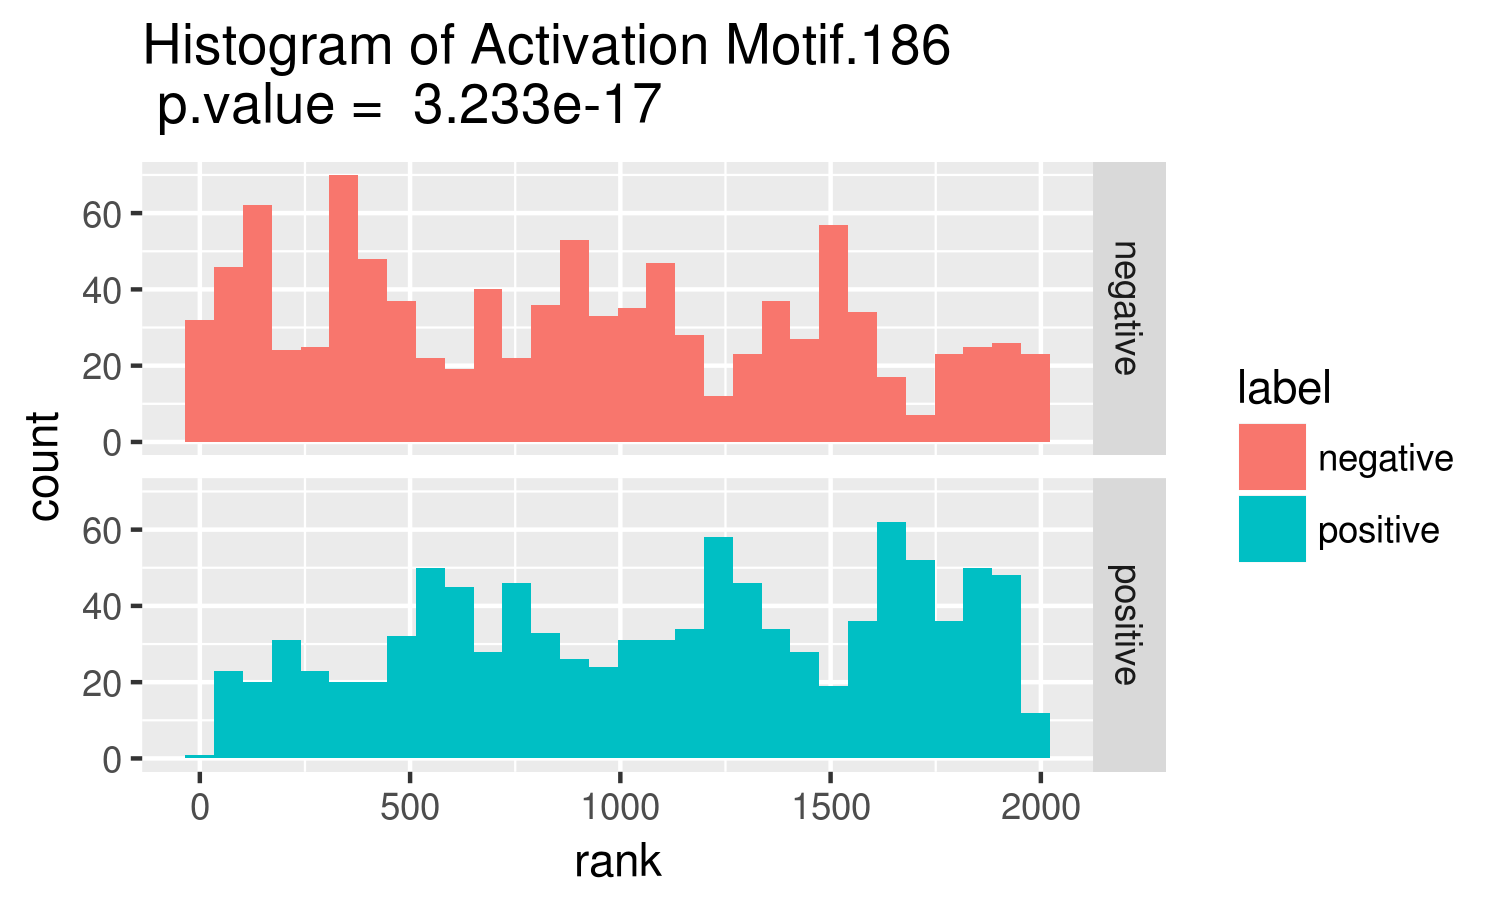 Histogram of Activation Motif.186
p.value = 3.233e-17
count
60
40
20
0
negative
60
40
20
0
positive
0 500 1000 1500 2000
rank
label
negative
positive